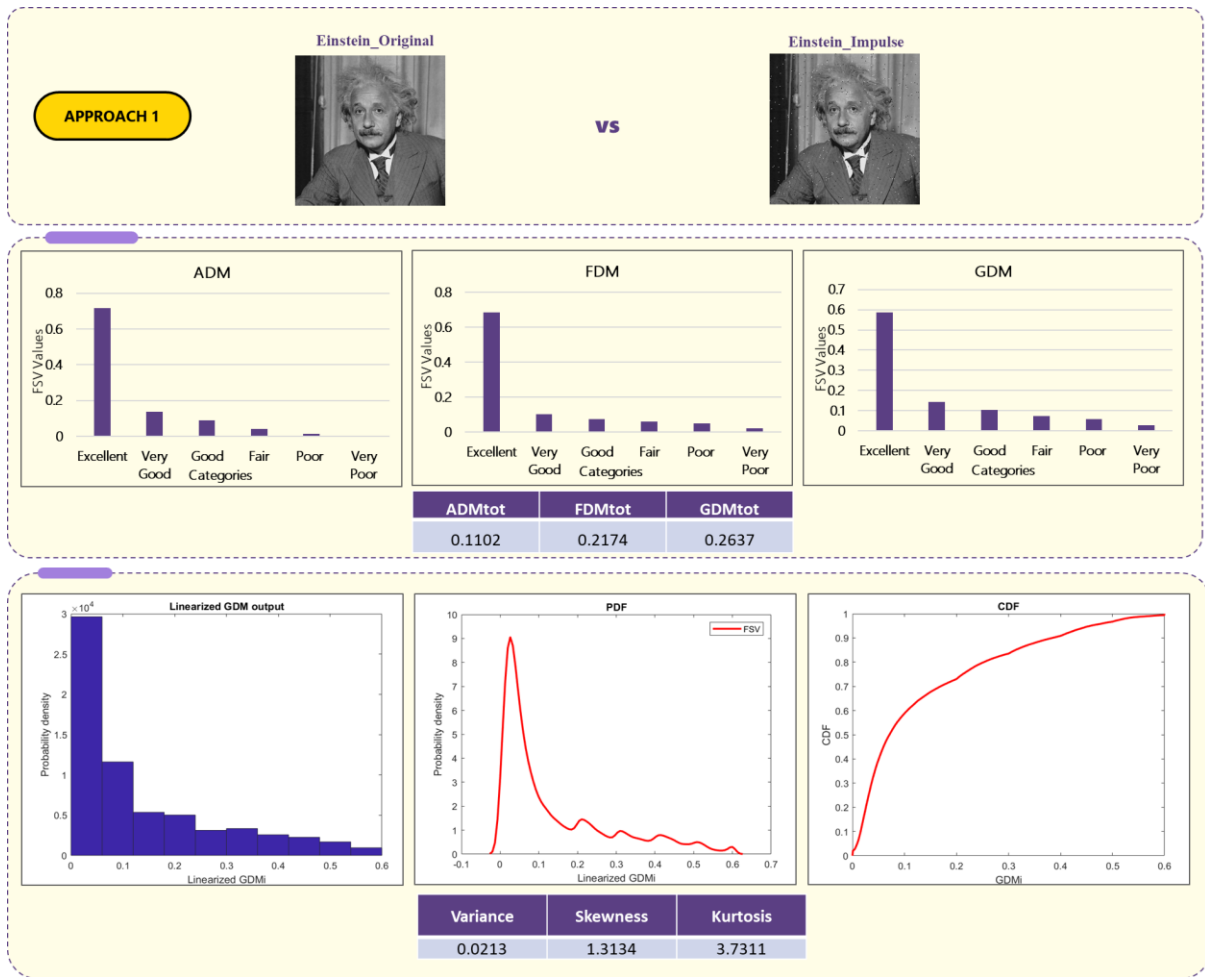 Einstein_Original
Einstein_Impulse
APPROACH 1
vs
ADM
FSV Values
0.8
0.6
0.4
0.2
0
Excellent
Very Good
Good
Fair
Poor
Very Poor
Categories
FDM
FSV Values
0.8
0.6
0.4
0.2
0
Excellent
Very Good
Good
Fair
Poor
Very Poor
Categories
GDM
FSV Values
0.7
0.6
0.5
0.4
0.3
0.2
0.1
0
Excellent
Very Good
Good
Fair
Poor
Very Poor
Categories
ADMtot FDMtot GDMtot
0.1102 0.2174 0.2637
Linearized GDM output
×10^4
Probability density
3
2.5
2
1.5
1
0.5
0
0 0.1 0.2 0.3 0.4 0.5 0.6
Linearized GDMi
PDF
FSV
Probability density
10
9
8
7
6
5
4
3
2
1
0
-0.1 0 0.1 0.2 0.3 0.4 0.5 0.6 0.7
Linearized GDMi
CDF
CDF
1
0.9
0.8
0.7
0.6
0.5
0.4
0.3
0.2
0.1
0
0 0.1 0.2 0.3 0.4 0.5 0.6
GDMi
Variance Skewness Kurtosis
0.0213 1.3134 3.7311